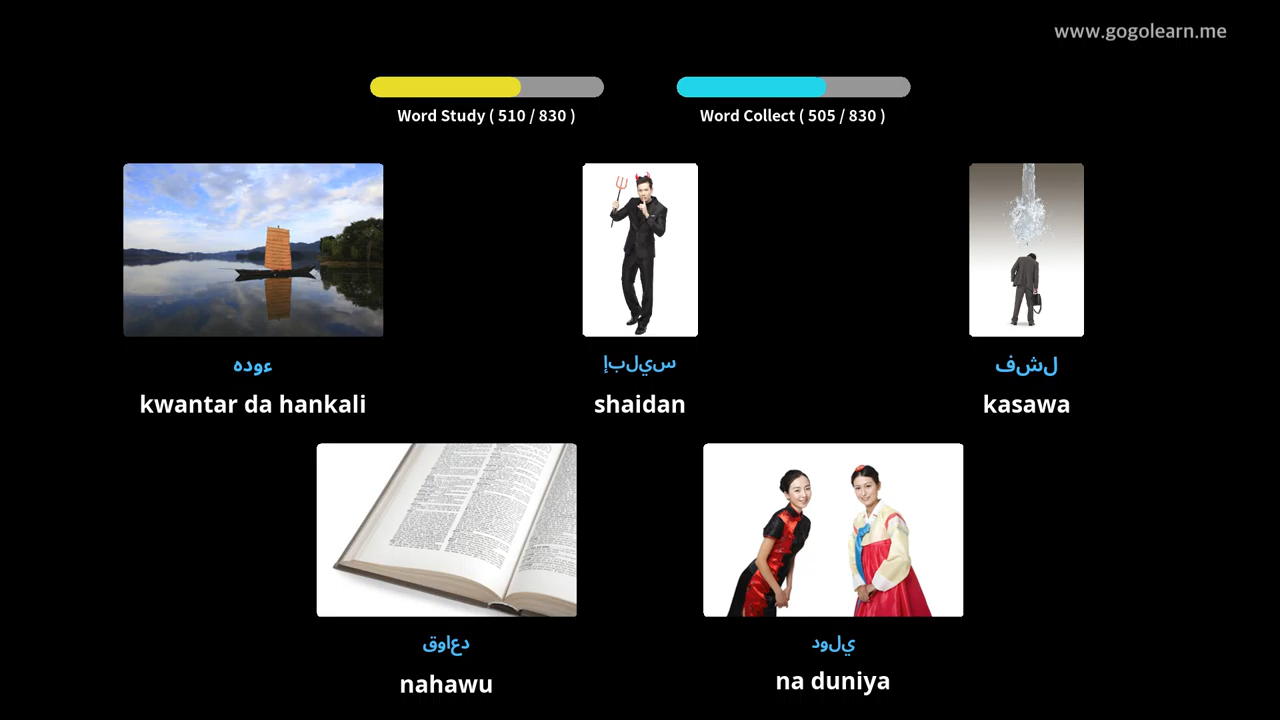 www.gogolearn.me
Word Study ( 510 / 830 )
Word Collect ( 505 / 830 )
ءوده
kwantar da hankali
سيلبإ
shaidan
لشف
kasawa
دعاوق
nahawu
يلود
na duniya